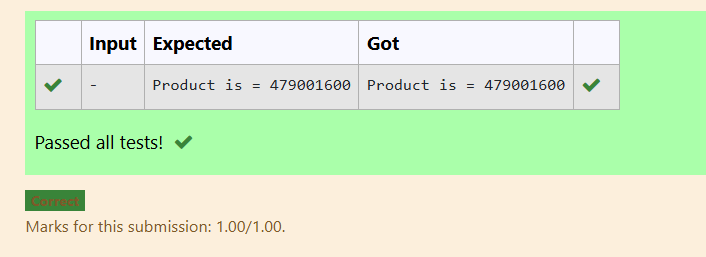 Input Expected Got
- Product is = 479001600 Product is = 479001600
Passed all tests!
Correct
Marks for this submission: 1.00/1.00.